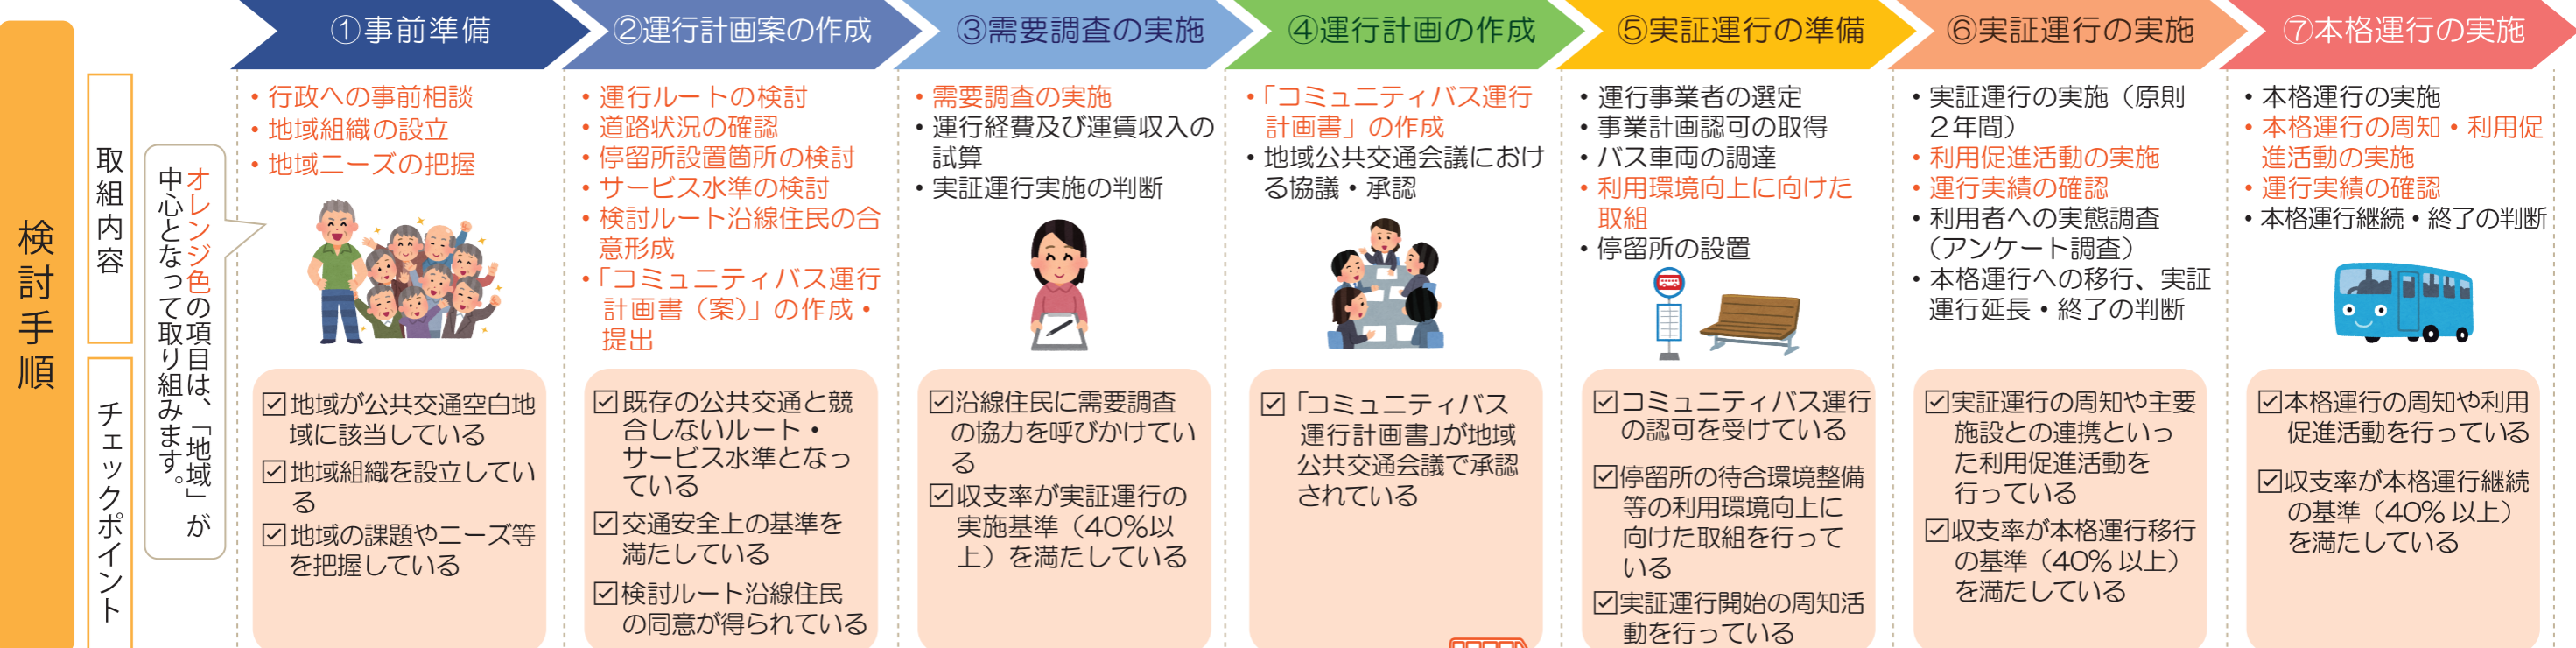 検討手順
①事前準備
②運行計画案の作成
③需要調査の実施
④運行計画の作成
⑤実証運行の準備
⑥実証運行の実施
⑦本格運行の実施
取組内容
オレンジ色の項目は、「地域」が
中心となって取り組みます。
・行政への事前相談
・地域組織の設立
・地域ニーズの把握
・運行ルートの検討
・道路状況の確認
・停留所設置箇所の検討
・サービス水準の検討
・検討ルート沿線住民の合
意形成
・「コミュニティバス運行
計画書（案）」の作成・
提出
・需要調査の実施
・運行経費及び運賃収入の
試算
・実証運行実施の判断
・「コミュニティバス運行
計画書」の作成
・地域公共交通会議におけ
る協議・承認
・運行事業者の選定
・事業計画認可の取得
・バス車両の調達
・利用環境向上に向けた
取組
・停留所の設置
・実証運行の実施（原則
２年間）
・利用促進活動の実施
・運行実績の確認
・利用者への実態調査
（アンケート調査）
・本格運行への移行、実証
運行延長・終了の判断
・本格運行の実施
・本格運行の周知・利用促
進活動の実施
・運行実績の確認
・本格運行継続・終了の判断
チェックポイント
☑地域が公共交通空白地
域に該当している
☑地域組織を設立してい
る
☑地域の課題やニーズ等
を把握している
☑既存の公共交通と競
合しないルート・
サービス水準となっ
ている
☑交通安全上の基準を
満たしている
☑検討ルート沿線住民
の同意が得られている
☑沿線住民に需要調査
の協力を呼びかけてい
る
☑収支率が実証運行の
実施基準（40％以
上）を満たしている
☑「コミュニティバス
運行計画書」が地域
公共交通会議で承認
されている
☑コミュニティバス運行
の認可を受けている
☑停留所の待合環境整備
等の利用環境向上に
向けた取組を行って
いる
☑実証運行開始の周知活
動を行っている
☑実証運行の周知や主要
施設との連携といっ
た利用促進活動を
行っている
☑収支率が本格運行移行
の基準（40％以上）
を満たしている
☑本格運行の周知や利用
促進活動を行っている
☑収支率が本格運行継続
の基準（40％以上）
を満たしている